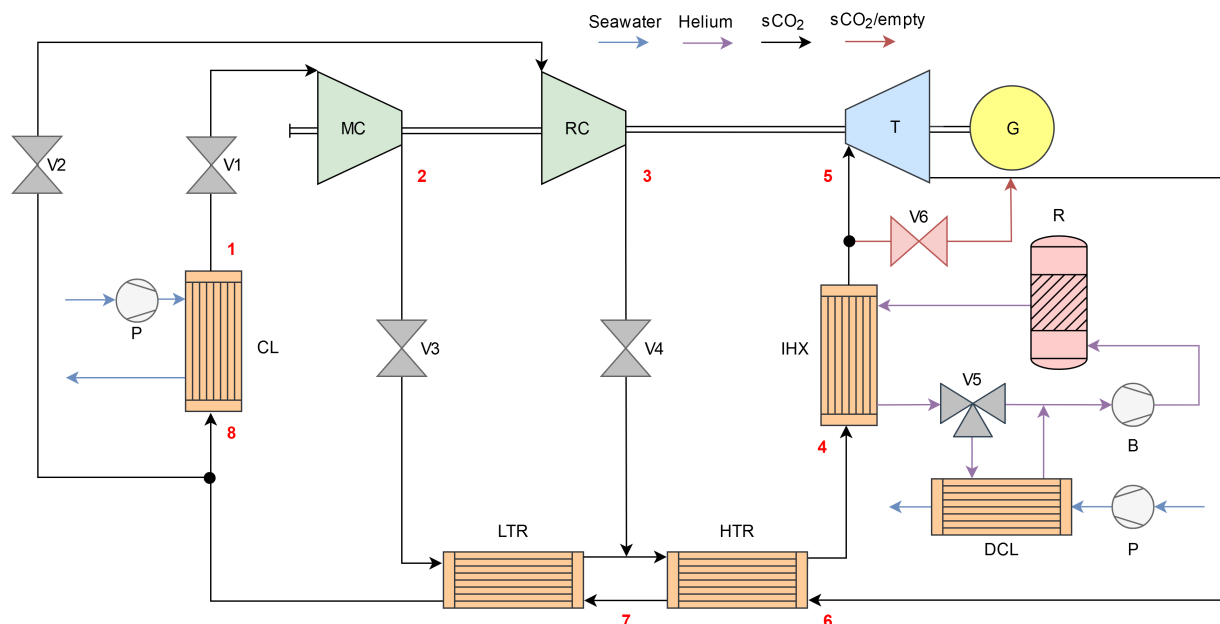 Seawater Helium sCO₂ sCO₂/empty
MC RC T G
V2 V1 2 3 5
V6 R
1
P CL V3 V4 IHX
V5
8 4 B
LTR HTR DCL P
7 6